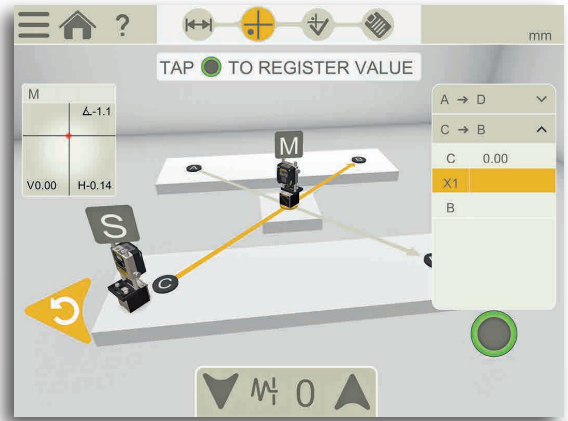 ?
mm
TAP TO REGISTER VALUE
M
∡-1.1
V0.00 H-0.14
A → D
C → B
C 0.00
X1
B
M
A
B
S
C
0